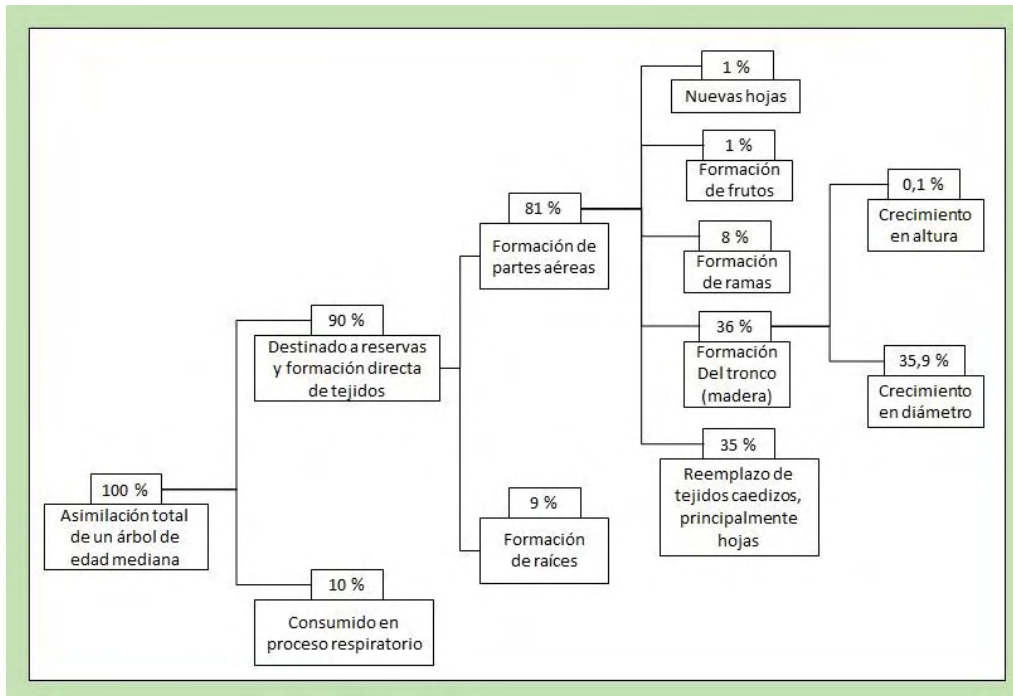 100 %
Asimilación total
de un árbol de
edad mediana
90 %
Destinado a reservas
y formación directa
de tejidos
10 %
Consumido en
proceso respiratorio
81 %
Formación de
partes aéreas
9 %
Formación
de raíces
1 %
Nuevas hojas
1 %
Formación
de frutos
8 %
Formación
de ramas
36 %
Formación
Del tronco
(madera)
35 %
Reemplazo de
tejidos caedizos,
principalmente
hojas
0,1 %
Crecimiento
en altura
35,9 %
Crecimiento
en diámetro